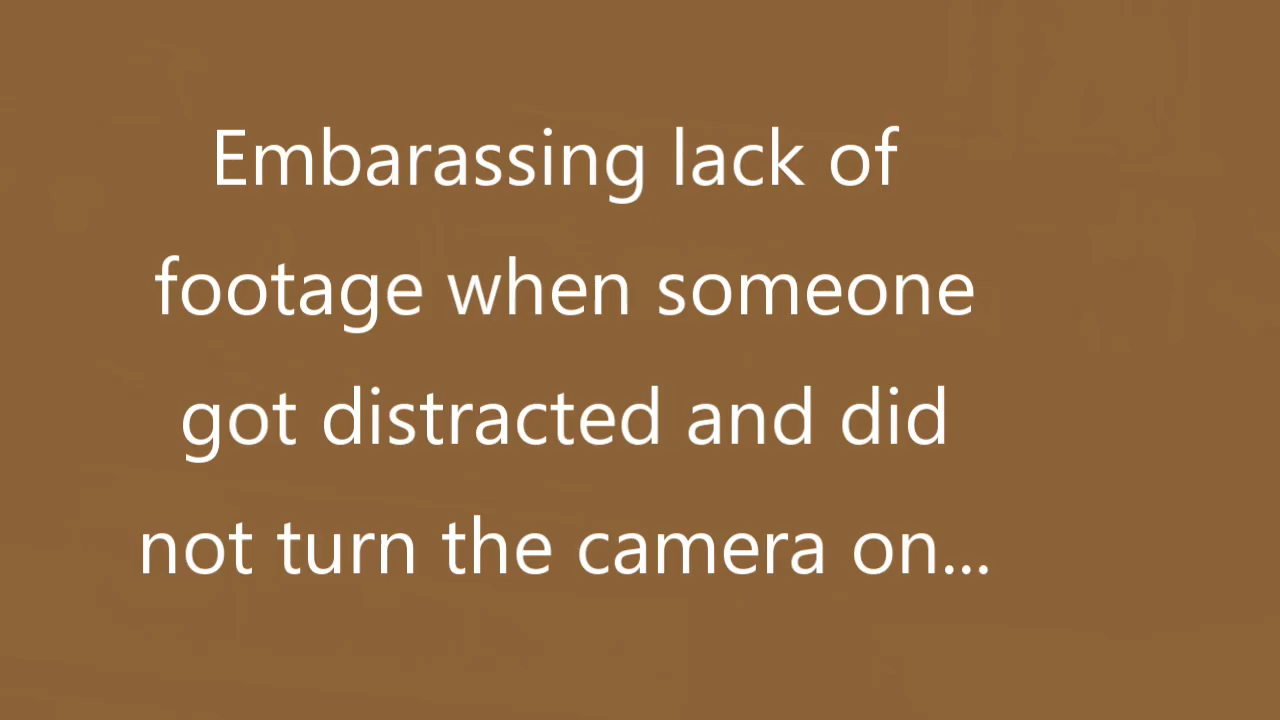 Embarassing lack of
footage when someone
got distracted and did
not turn the camera on...